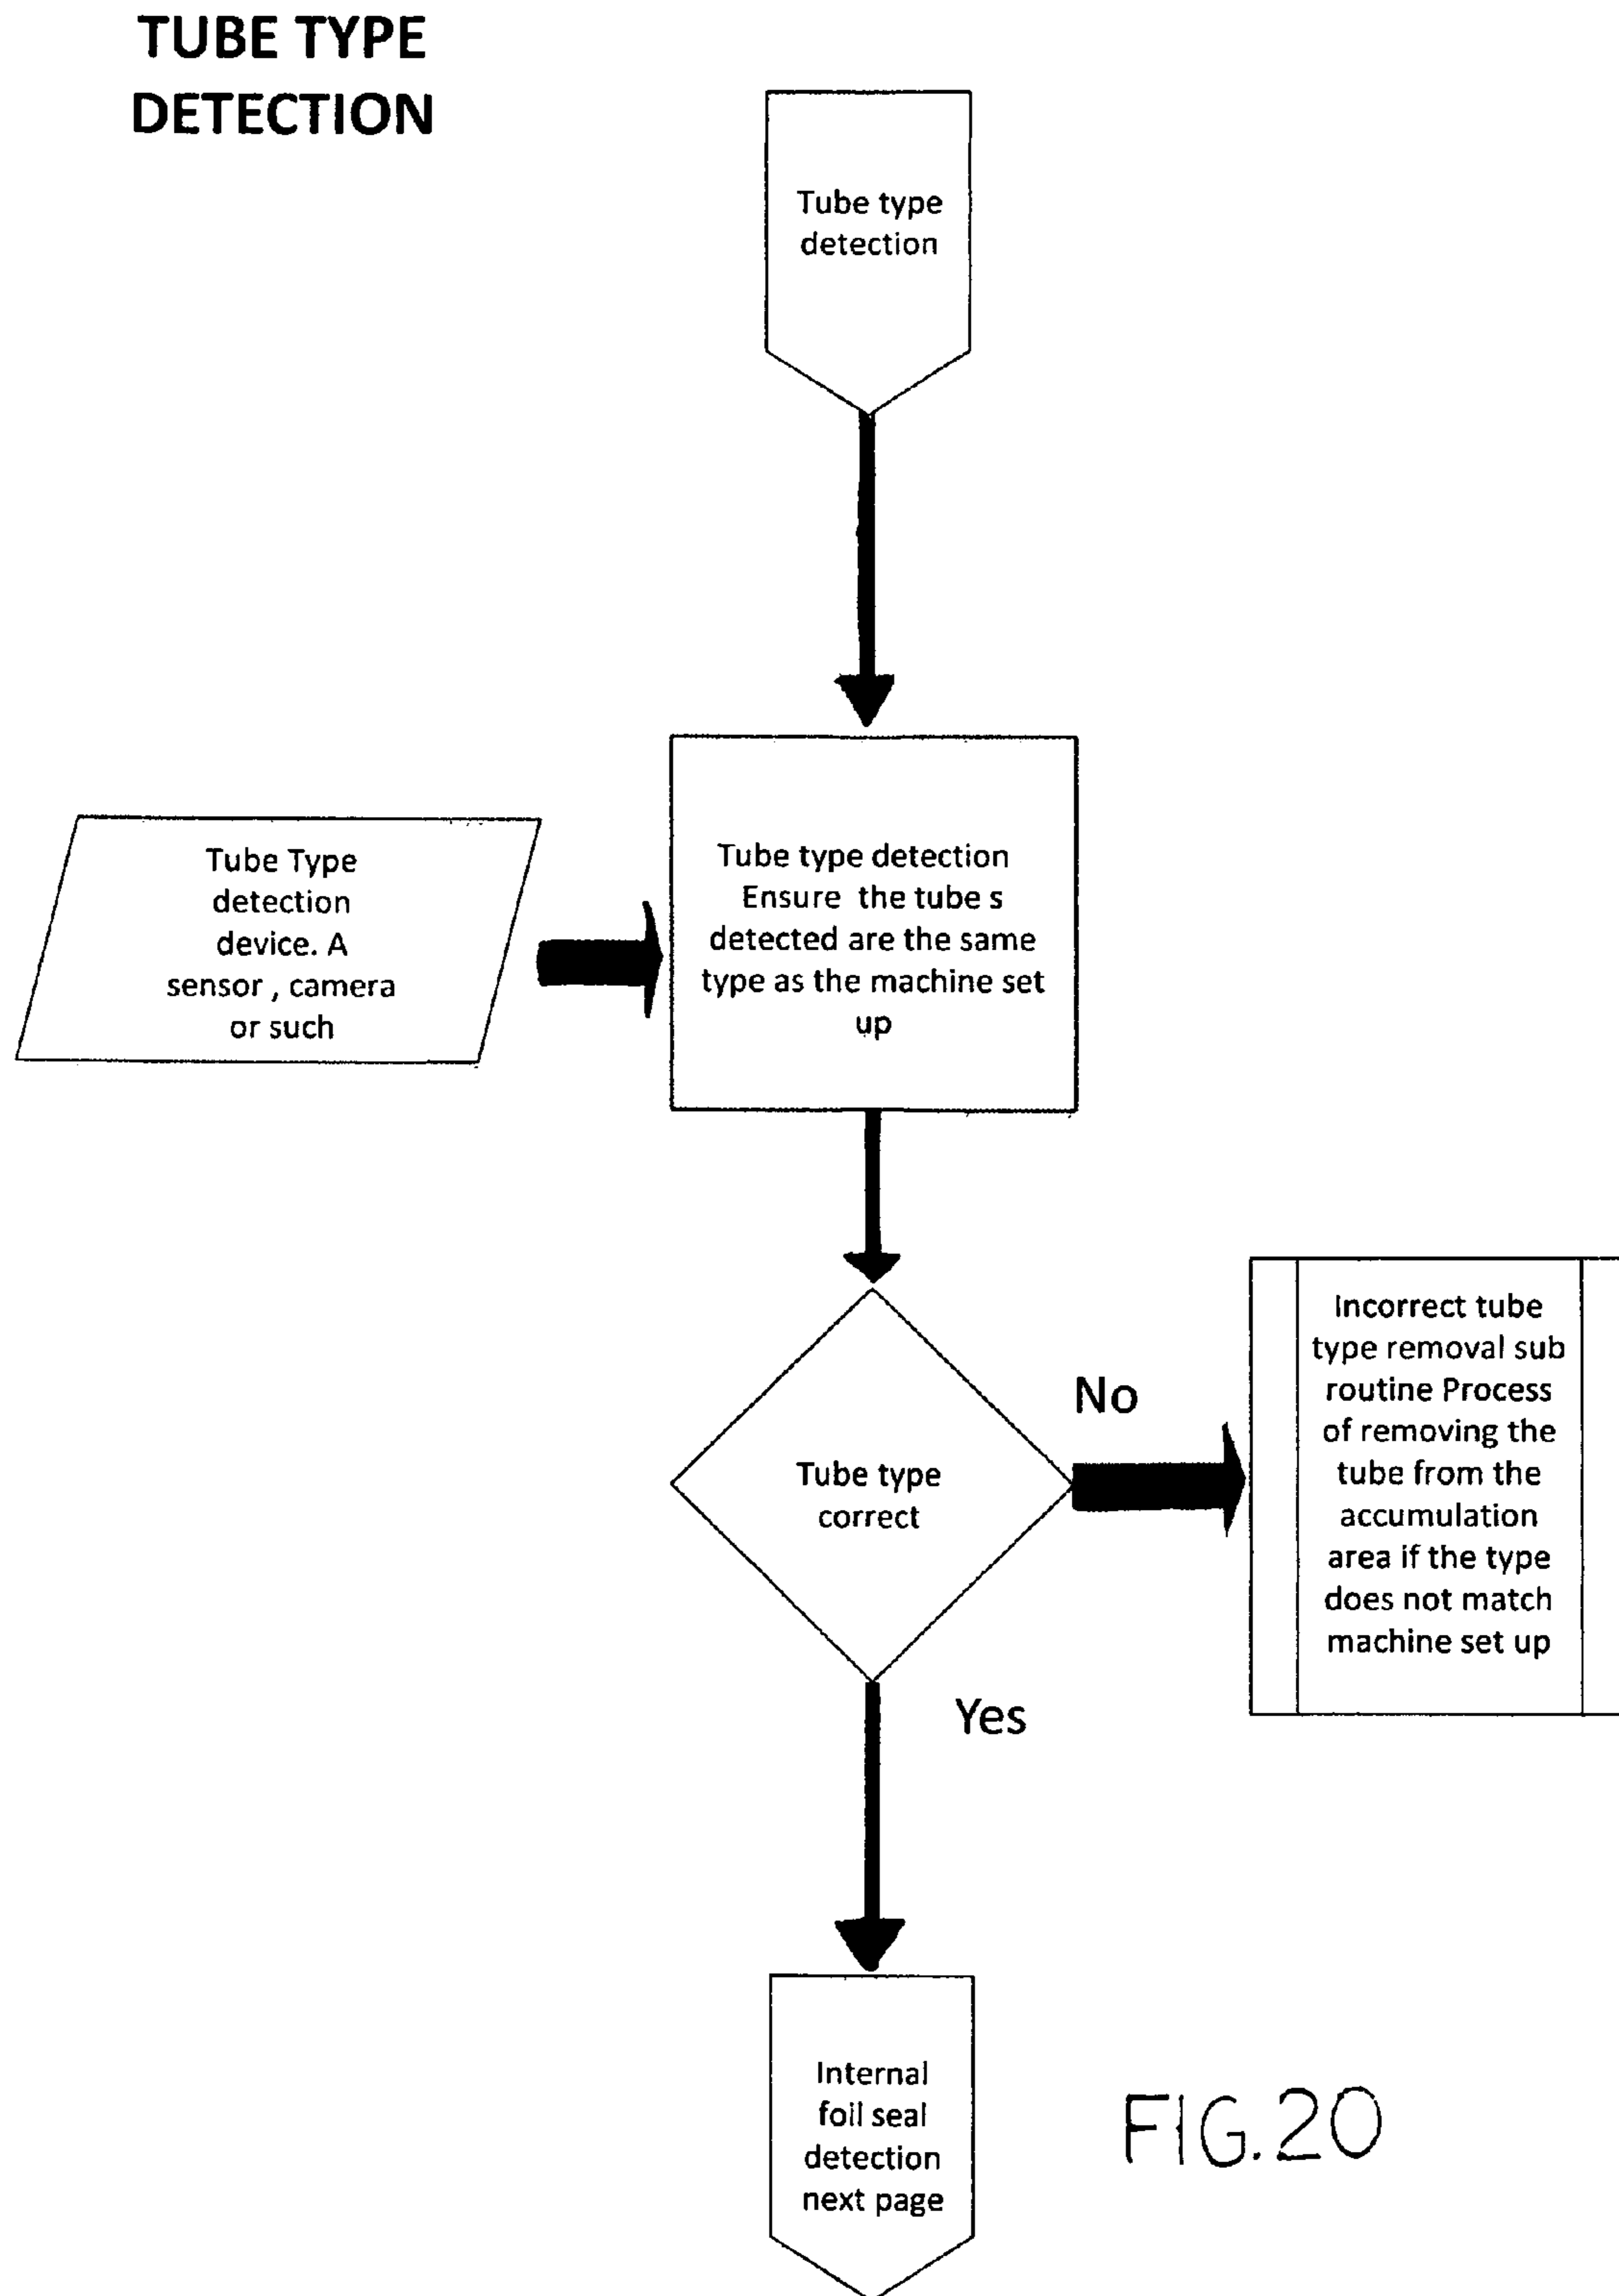 TUBE TYPE
DETECTION
Tube type
detection
Tube Type
detection
device. A
sensor , camera
or such
Tube type detection
Ensure the tube s
detected are the same
type as the machine set
up
Tube type
correct
No
Incorrect tube
type removal sub
routine Process
of removing the
tube from the
accumulation
area if the type
does not match
machine set up
Yes
Internal
foil seal
detection
next page
FIG.20